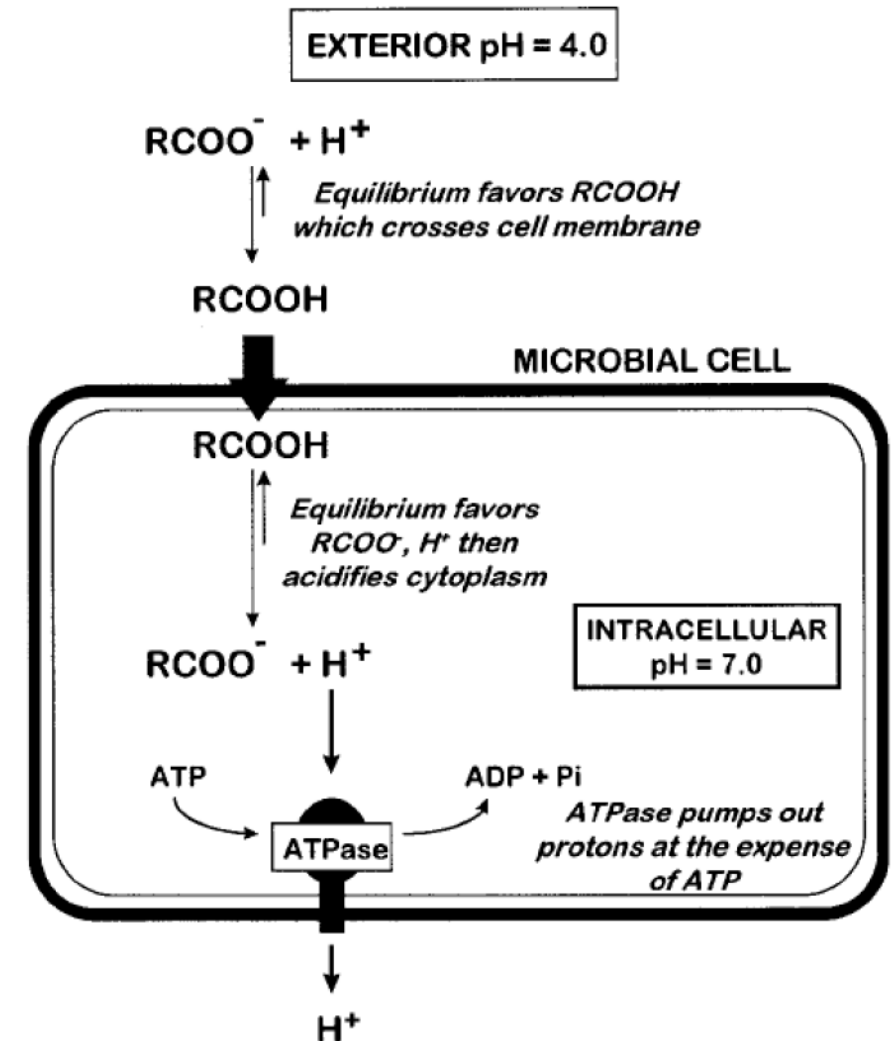 EXTERIOR pH = 4.0
RCOO⁻ + H⁺
Equilibrium favors RCOOH
which crosses cell membrane
RCOOH
MICROBIAL CELL
RCOOH
Equilibrium favors
RCOO⁻, H⁺ then
acidifies cytoplasm
INTRACELLULAR
pH = 7.0
RCOO⁻ + H⁺
ATP
ADP + Pi
ATPase
ATPase pumps out
protons at the expense
of ATP
H⁺